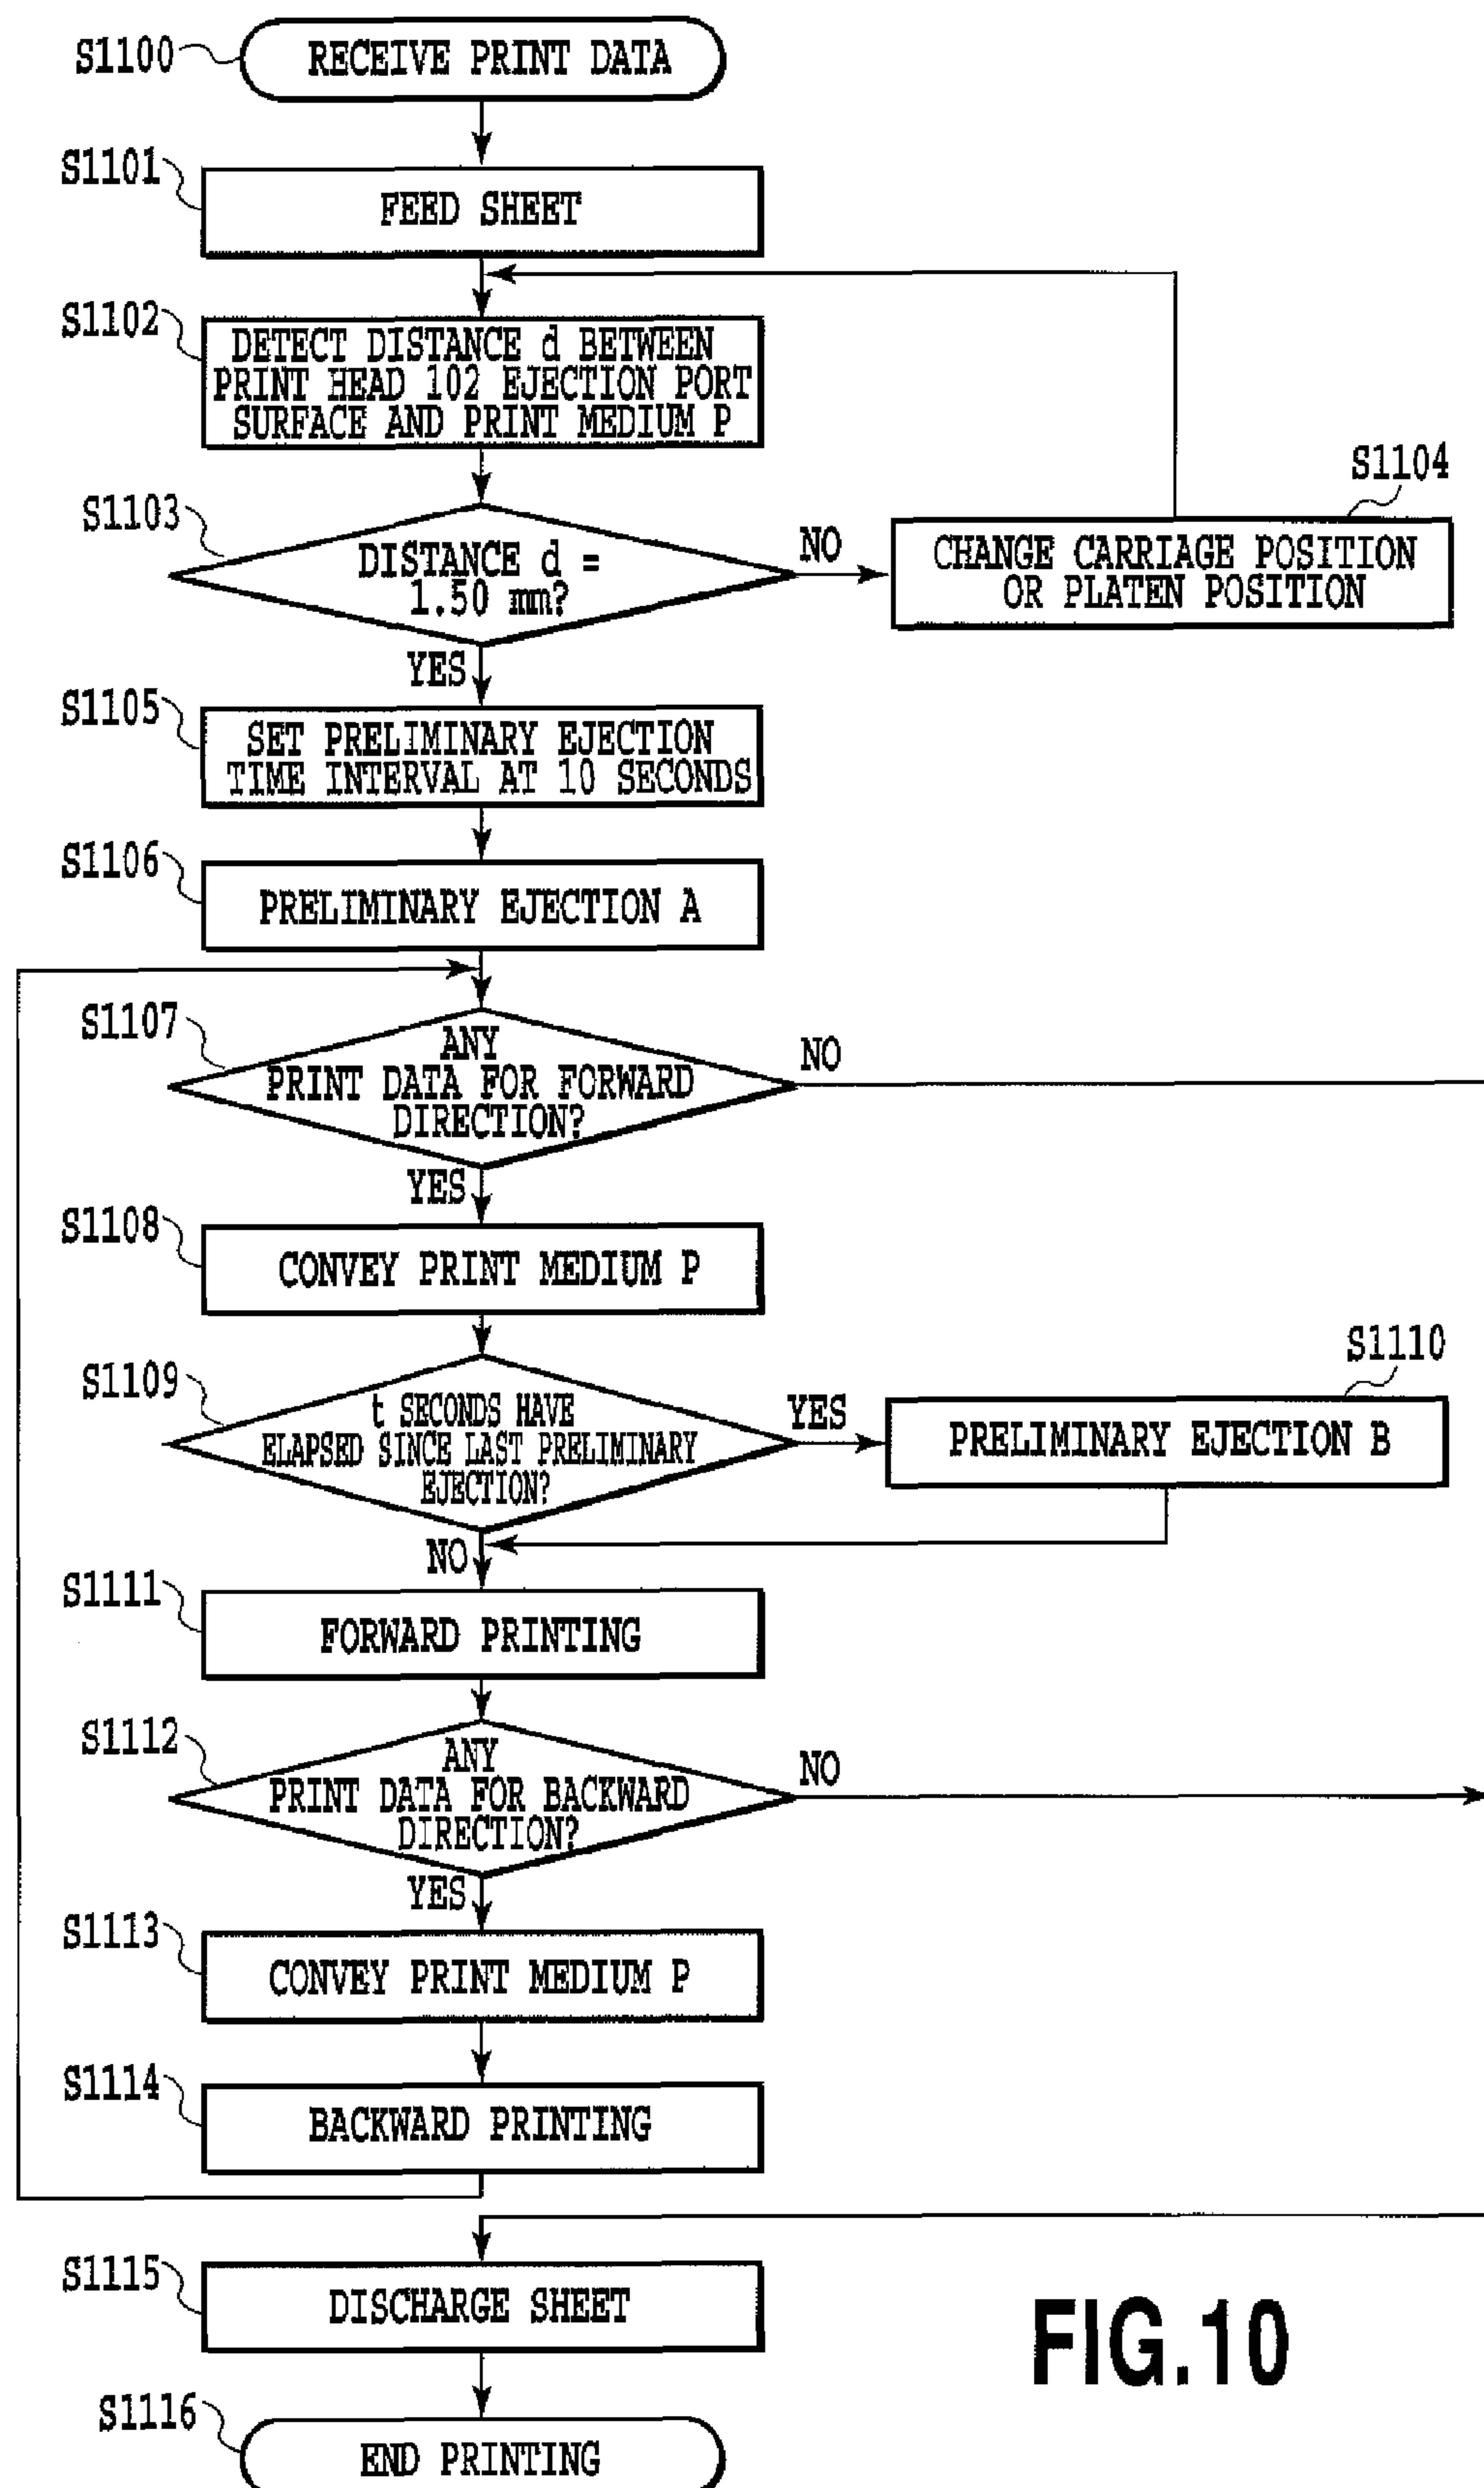 S1100
RECEIVE PRINT DATA
S1101
FEED SHEET
S1102
DETECT DISTANCE d BETWEEN
PRINT HEAD 102 EJECTION PORT
SURFACE AND PRINT MEDIUM P
S1103
DISTANCE d =
1.50 mm?
NO
S1104
CHANGE CARRIAGE POSITION
OR PLATEN POSITION
YES
S1105
SET PRELIMINARY EJECTION
TIME INTERVAL AT 10 SECONDS
S1106
PRELIMINARY EJECTION A
S1107
ANY
PRINT DATA FOR FORWARD
DIRECTION?
NO
YES
S1108
CONVEY PRINT MEDIUM P
S1109
t SECONDS HAVE
ELAPSED SINCE LAST PRELIMINARY
EJECTION?
YES
S1110
PRELIMINARY EJECTION B
NO
S1111
FORWARD PRINTING
S1112
ANY
PRINT DATA FOR BACKWARD
DIRECTION?
NO
YES
S1113
CONVEY PRINT MEDIUM P
S1114
BACKWARD PRINTING
S1115
DISCHARGE SHEET
S1116
END PRINTING
FIG.10